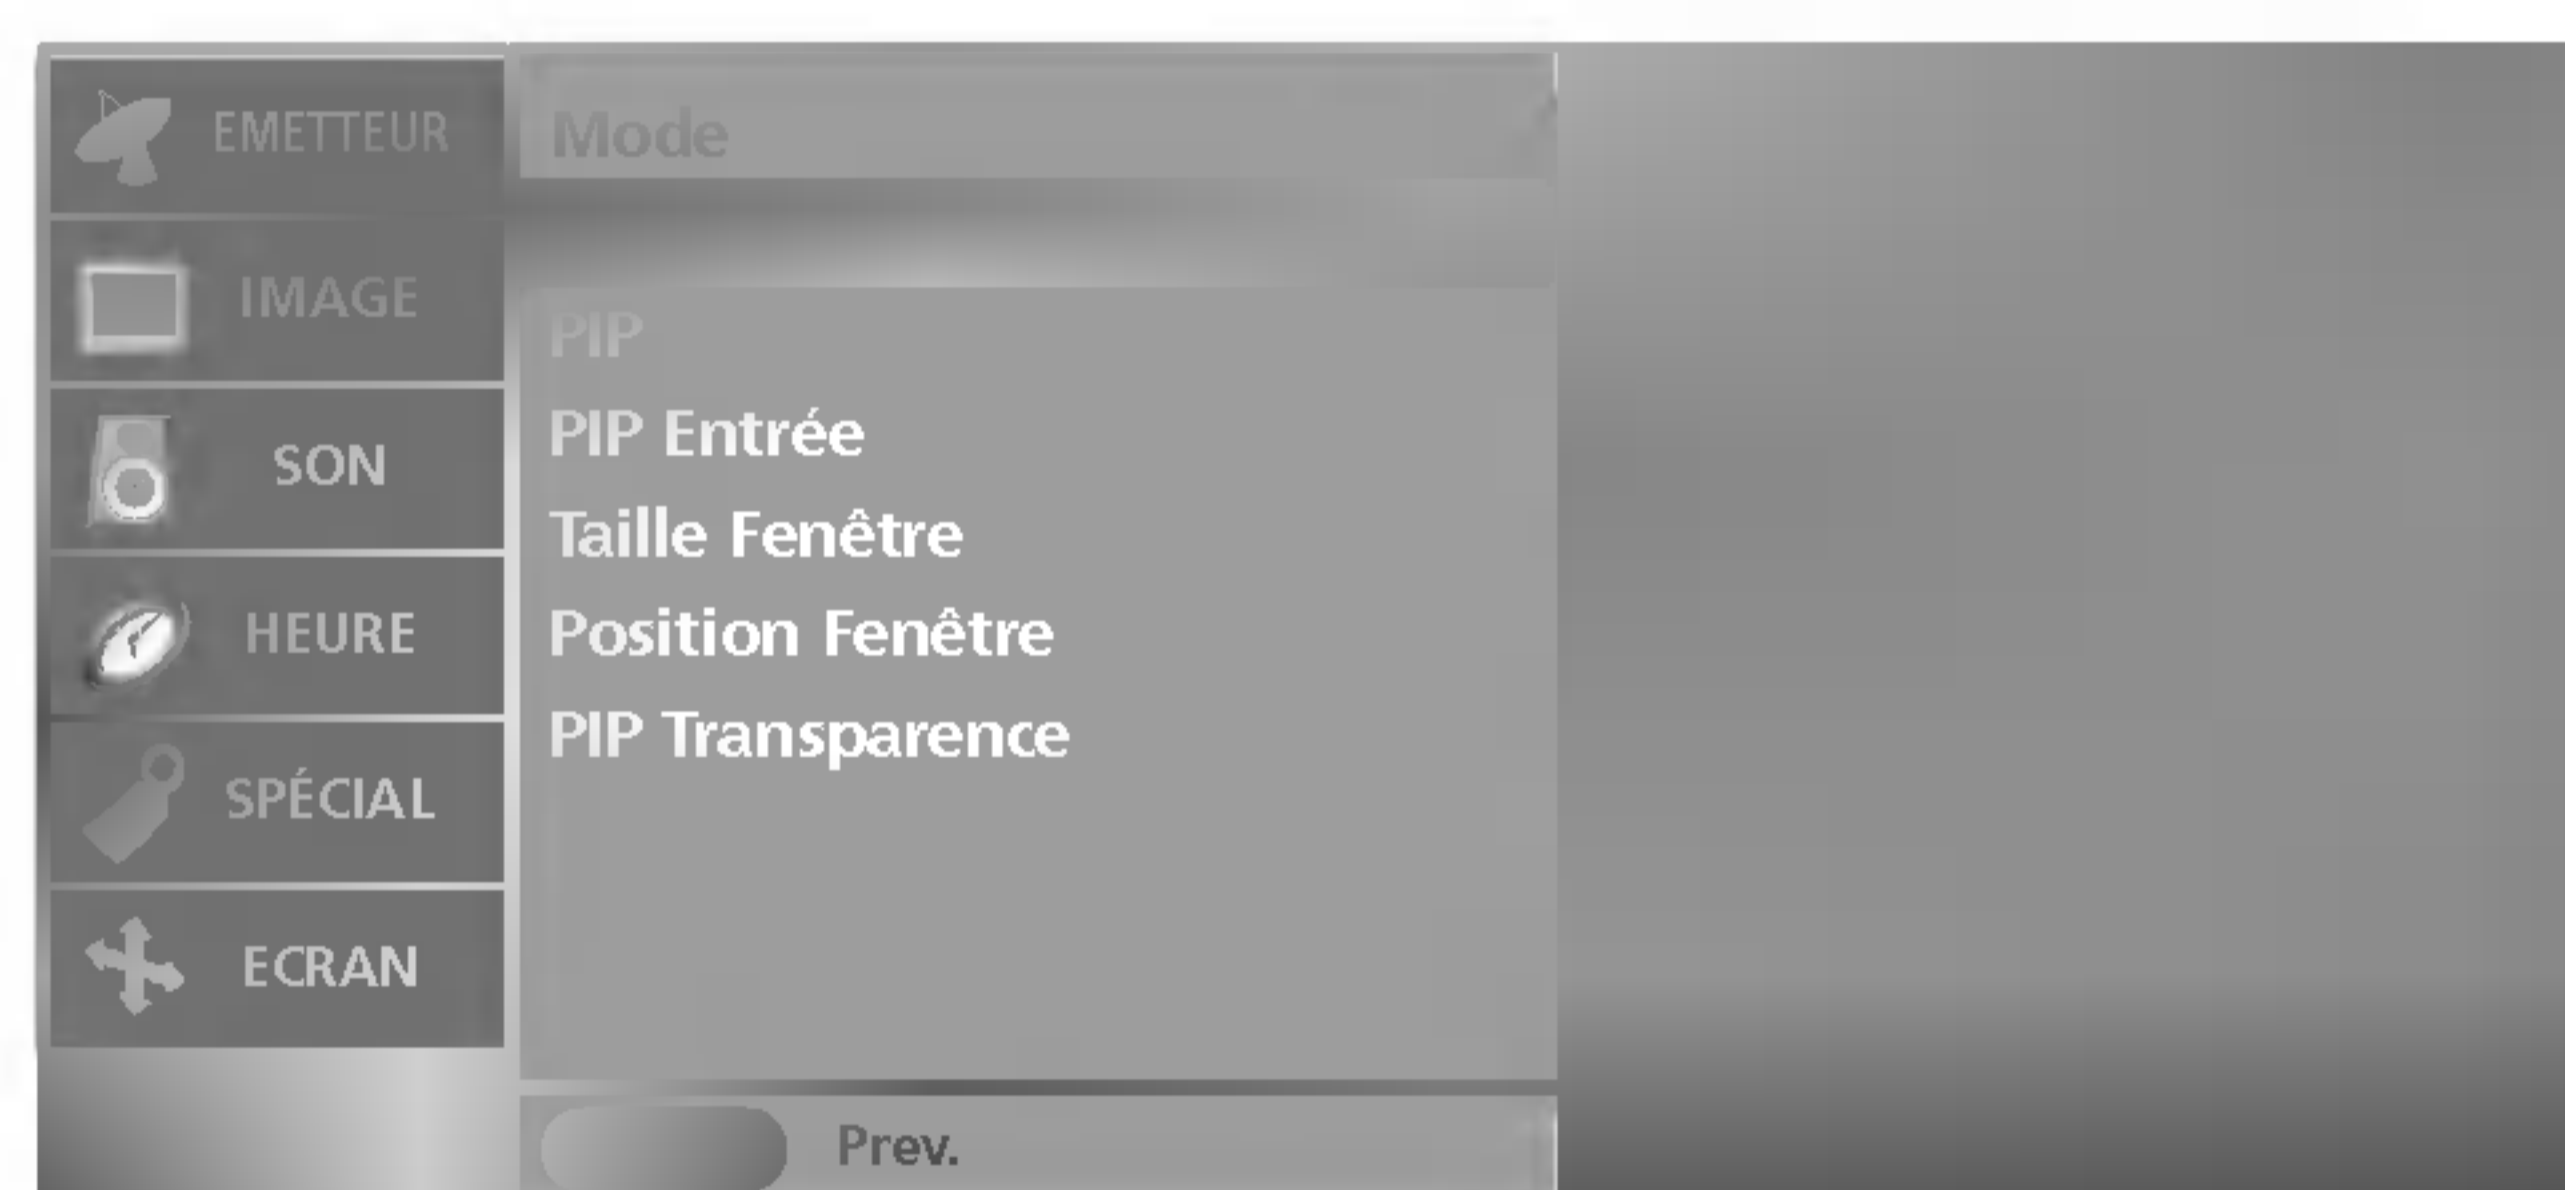 EMETTEUR
IMAGE
SON
HEURE
SPÉCIAL
ECRAN
Mode
PIP
PIP Entrée
Taille Fenêtre
Position Fenêtre
PIP Transparence
Prev.